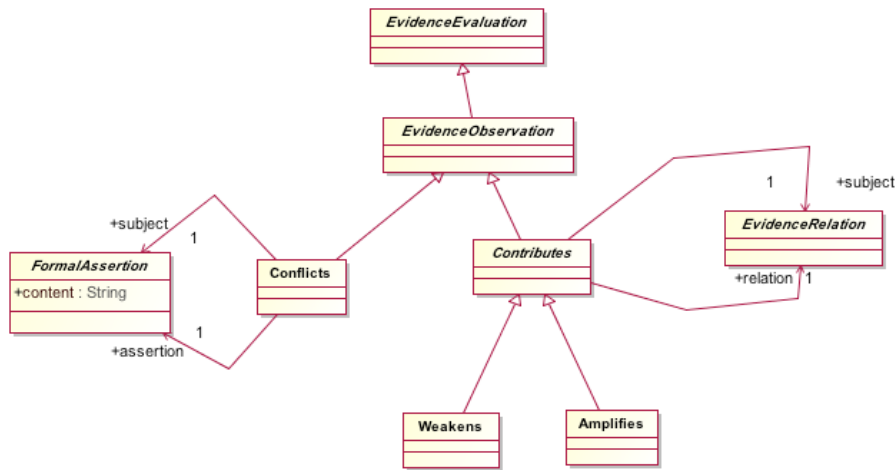 EvidenceEvaluation
EvidenceObservation
+subject
1
1
+subject
FormalAssertion
+content : String
Conflicts
Contributes
EvidenceRelation
+relation
1
1
+assertion
Weakens
Amplifies